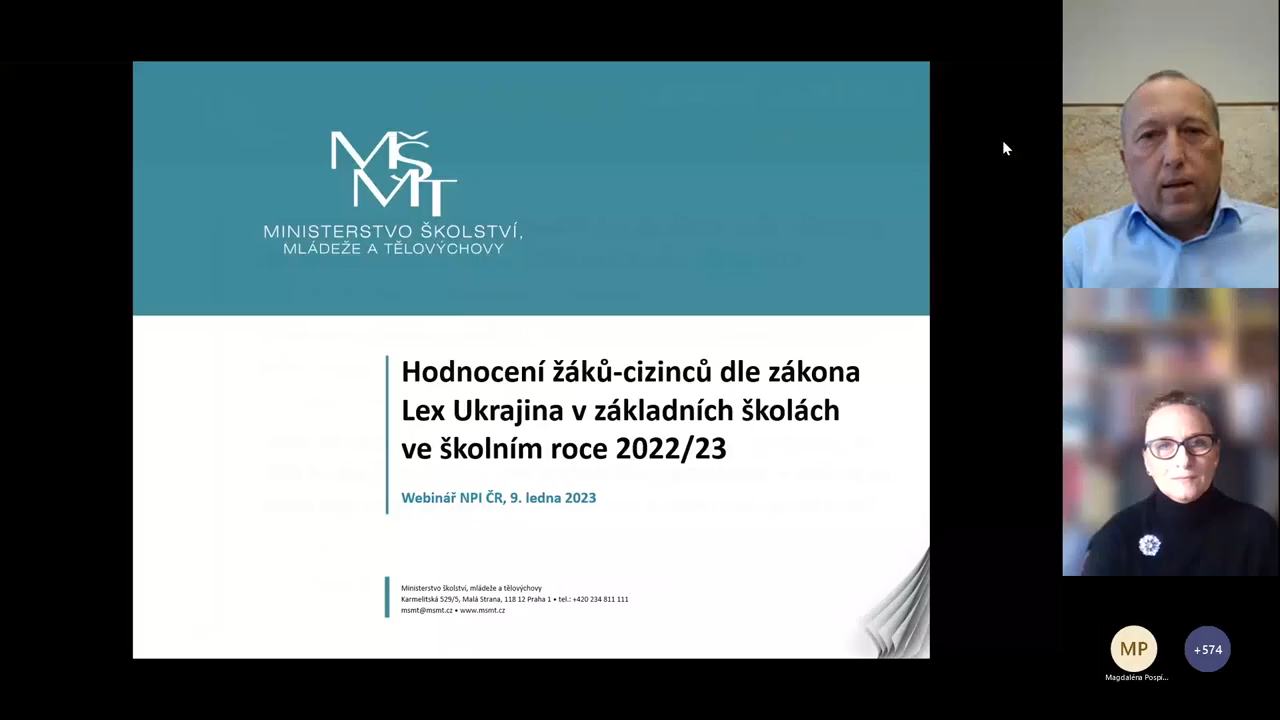 MŠMT
MINISTERSTVO ŠKOLSTVÍ,
MLÁDEŽE A TĚLOVÝCHOVY
Hodnocení žáků-cizinců dle zákona
Lex Ukrajina v základních školách
ve školním roce 2022/23
Webinář NPI ČR, 9. ledna 2023
Ministerstvo školství, mládeže a tělovýchovy
Karmelitská 529/5, Malá Strana, 118 12 Praha 1 • tel.: +420 234 811 111
msmt@msmt.cz • www.msmt.cz
MP
+574
Magdaléna Pospí...